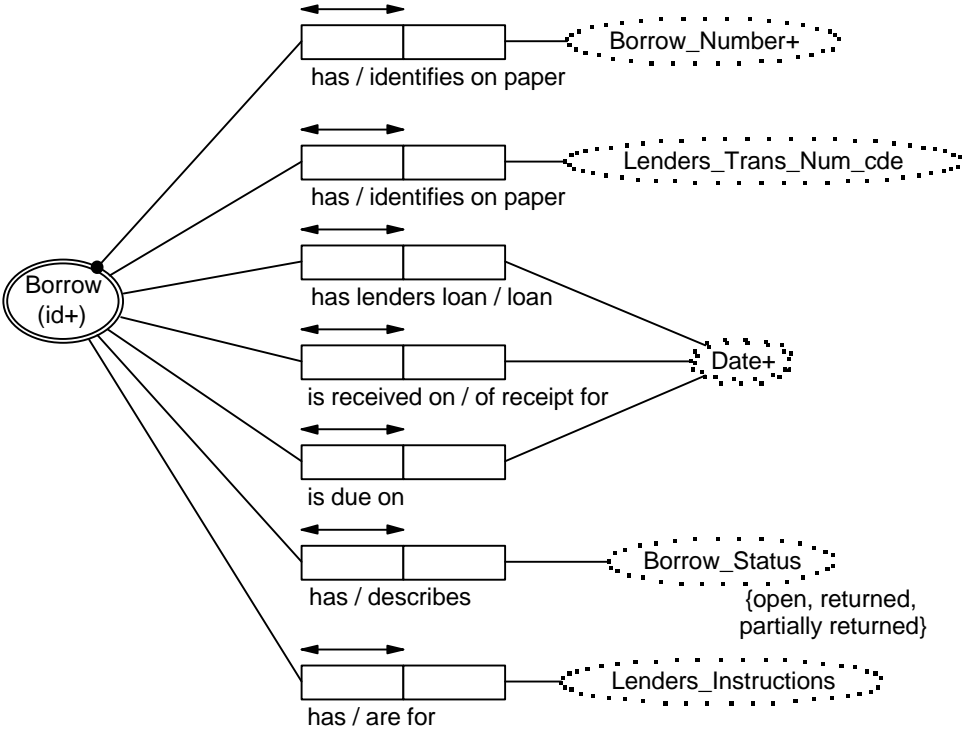 Borrow_Number+
has / identifies on paper
Lenders_Trans_Num_cde
has / identifies on paper
Borrow
(id+)
has lenders loan / loan
Date+
is received on / of receipt for
is due on
Borrow_Status
{open, returned,
partially returned}
has / describes
Lenders_Instructions
has / are for